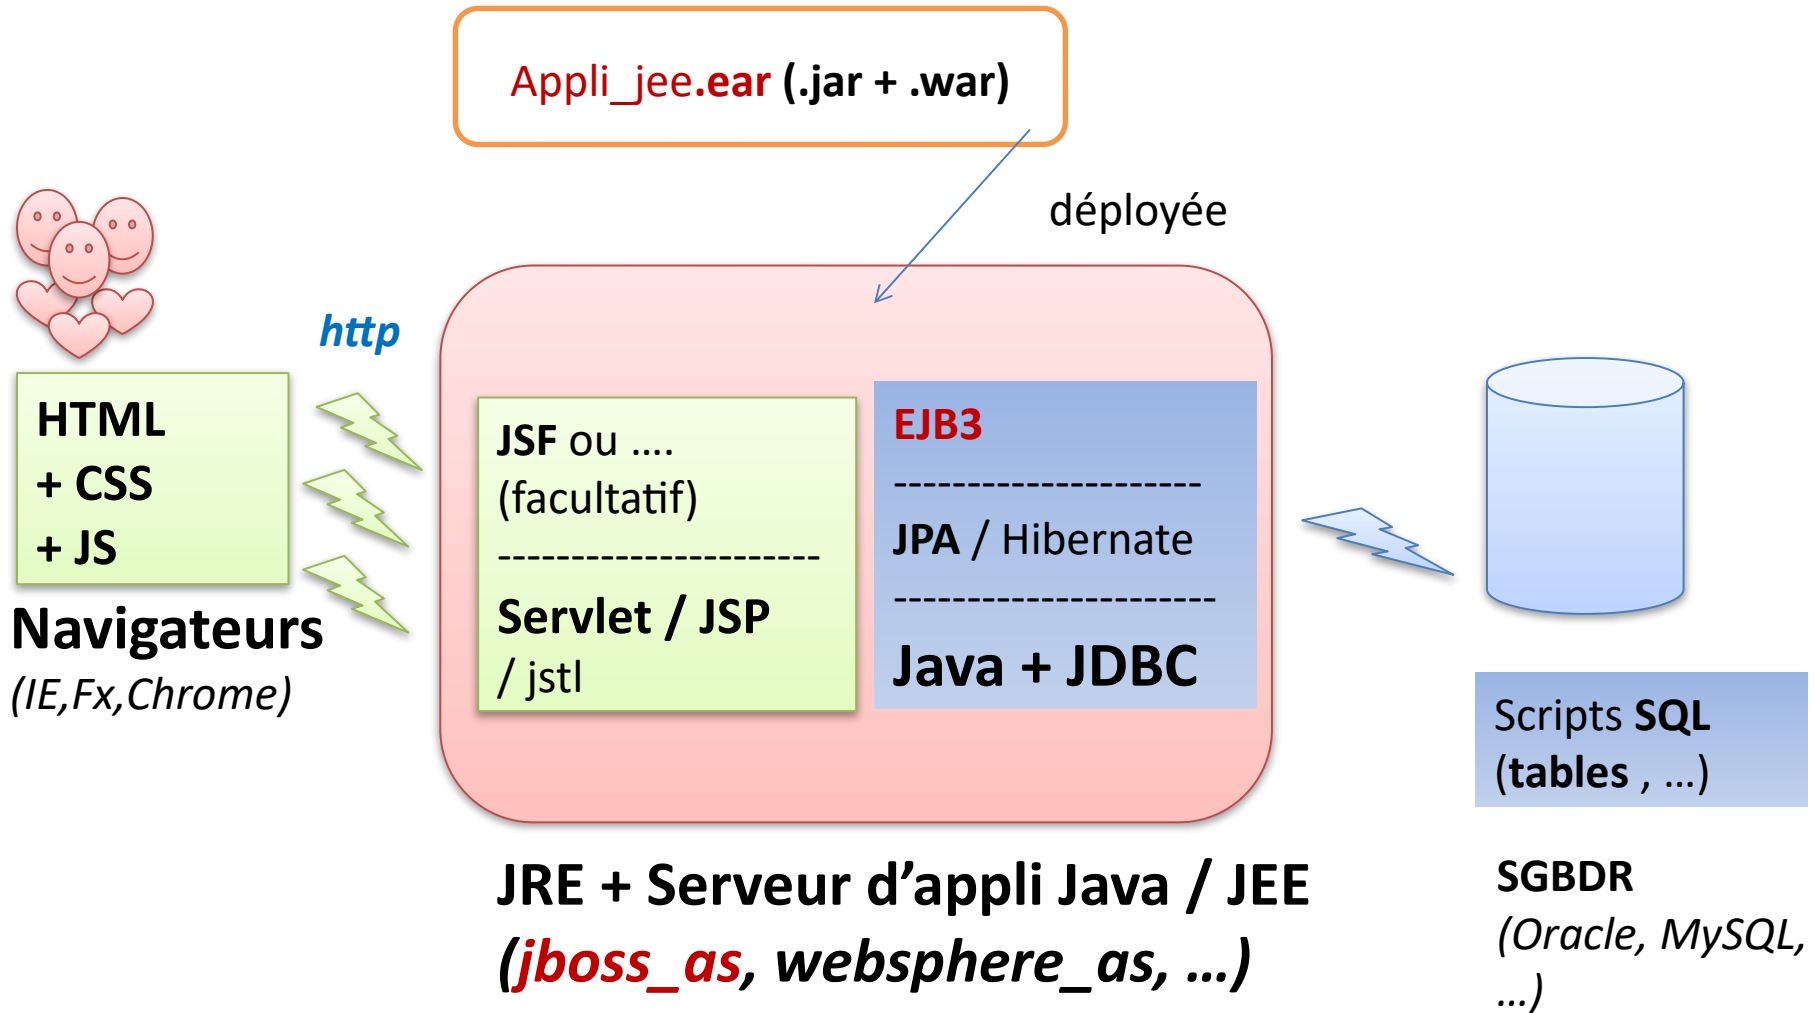 Appli_jee.ear (.jar + .war)
déployée
http
HTML
+ CSS
+ JS
Navigateurs
(IE,Fx,Chrome)
JSF ou ....
(facultatif)
----------------------
Servlet / JSP
/ jstl
EJB3
---------------------
JPA / Hibernate
----------------------
Java + JDBC
Scripts SQL
(tables , ...)
JRE + Serveur d’appli Java / JEE
(jboss_as, websphere_as, ...)
SGBDR
(Oracle, MySQL,
...)